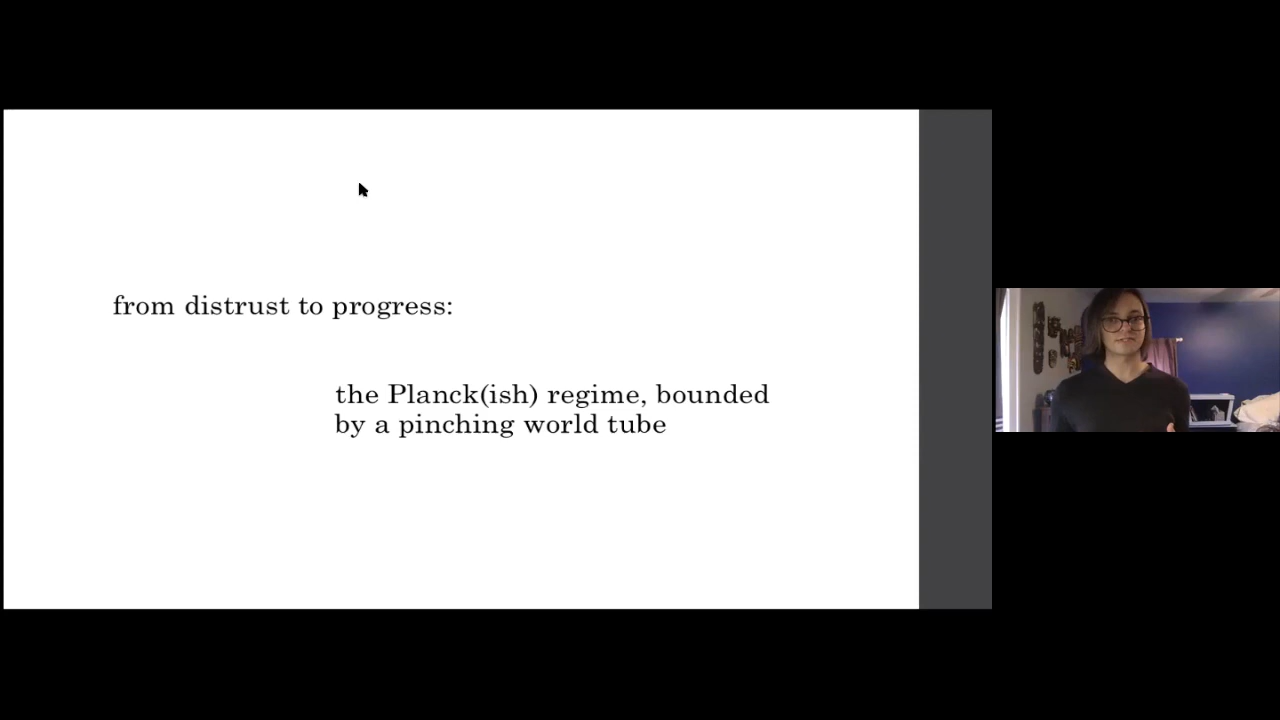 from distrust to progress:
the Planck(ish) regime, bounded
by a pinching world tube